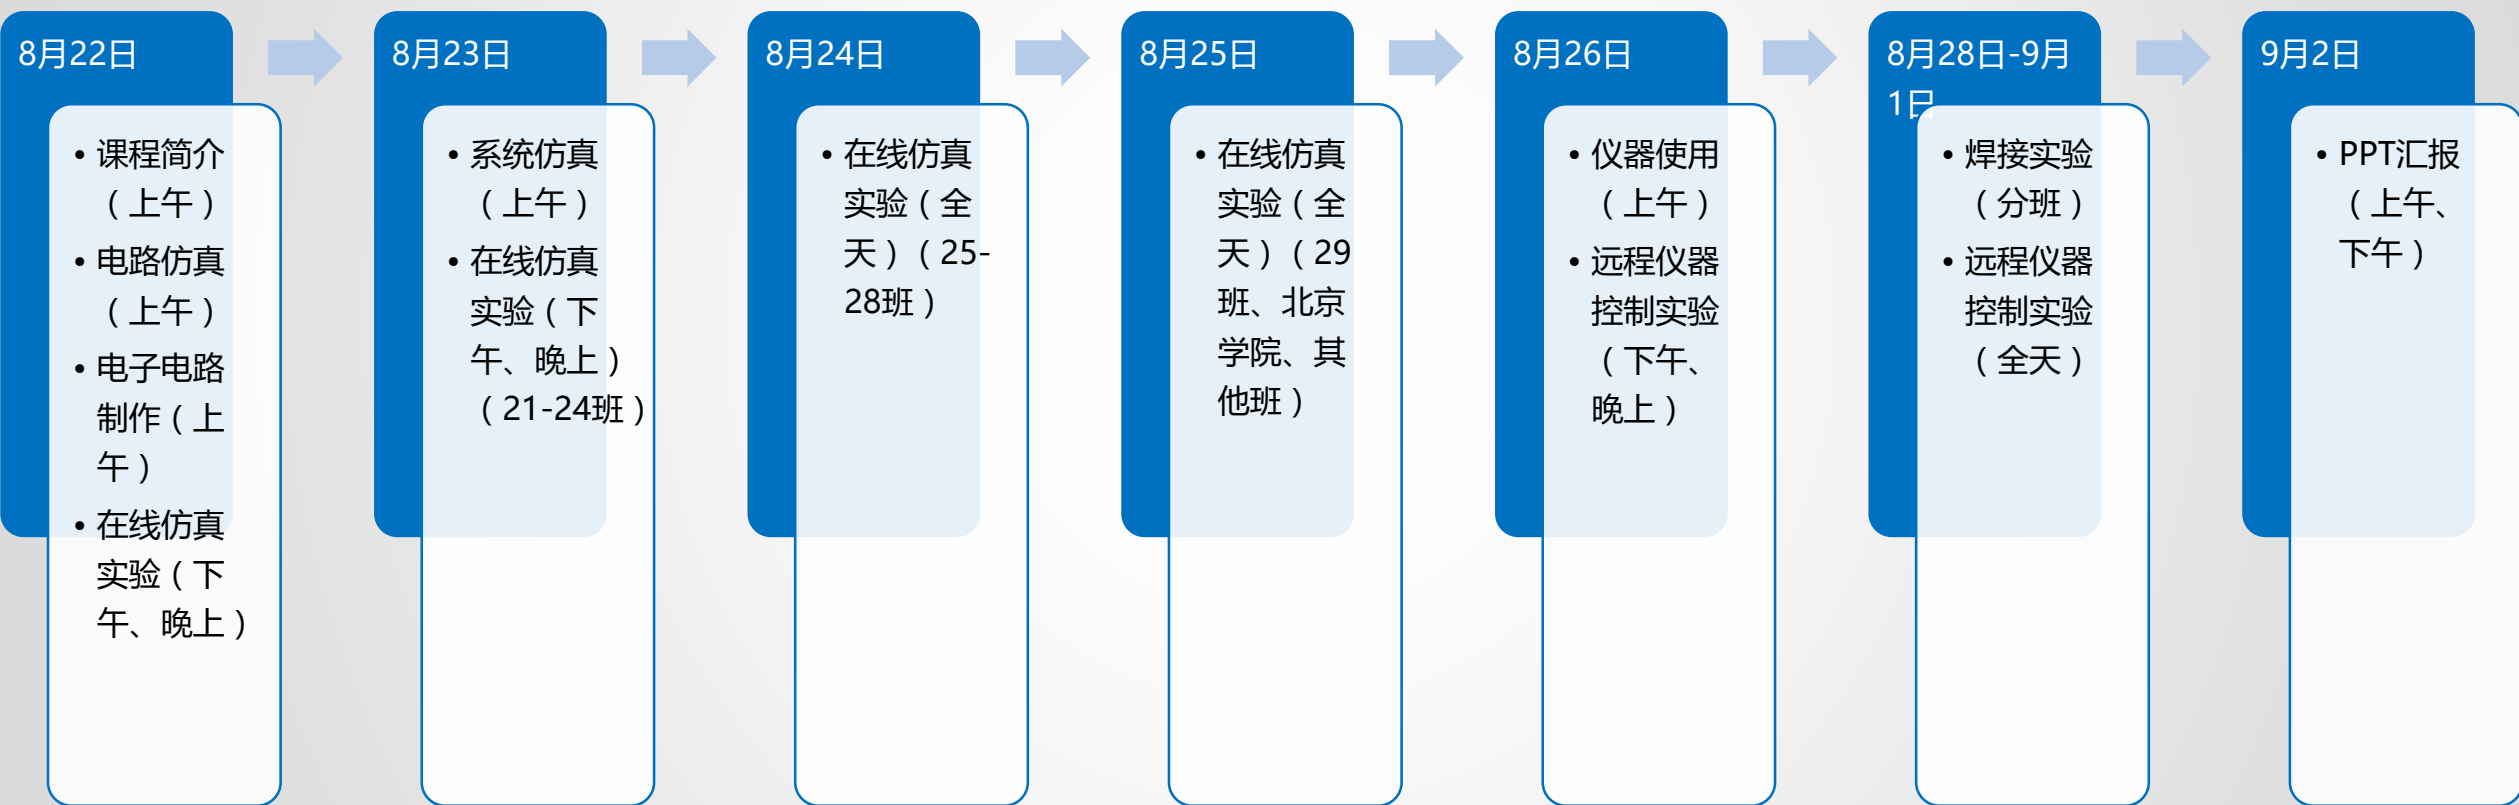 8月22日
• 课程简介
（上午）
• 电路仿真
（上午）
• 电子电路
制作（上
午）
• 在线仿真
实验（下
午、晚上）
8月23日
• 系统仿真
（上午）
• 在线仿真
实验（下
午、晚上）
（21-24班）
8月24日
• 在线仿真
实验（全
天）（25-
28班）
8月25日
• 在线仿真
实验（全
天）（29
班、北京
学院、其
他班）
8月26日
• 仪器使用
（上午）
• 远程仪器
控制实验
（下午、
晚上）
8月28日-9月
1日
• 焊接实验
（分班）
• 远程仪器
控制实验
（全天）
9月2日
• PPT汇报
（上午、
下午）